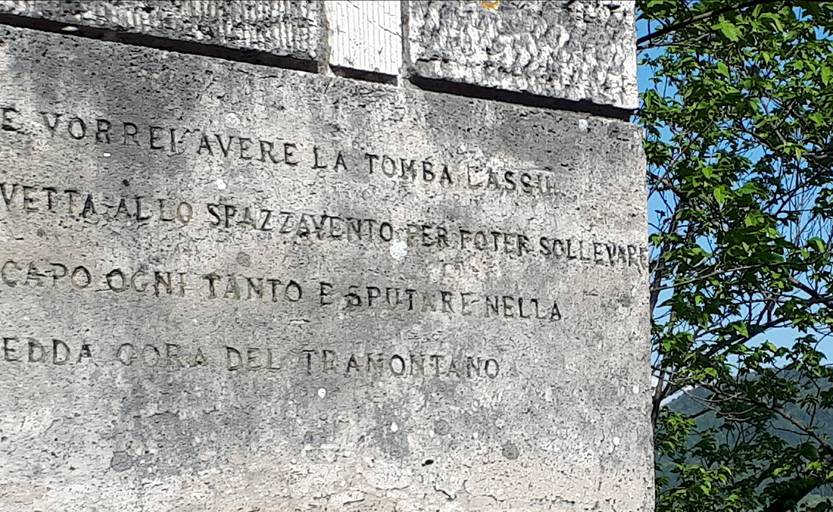 E VORREI AVERE LA TOMBA LASSÙ
VETTA ALLO SPAZZAVENTO PER POTER SOLLEVARE
CAPO OGNI TANTO E SPUTARE NELLA
EDDA GORA DEL TRAMONTANO